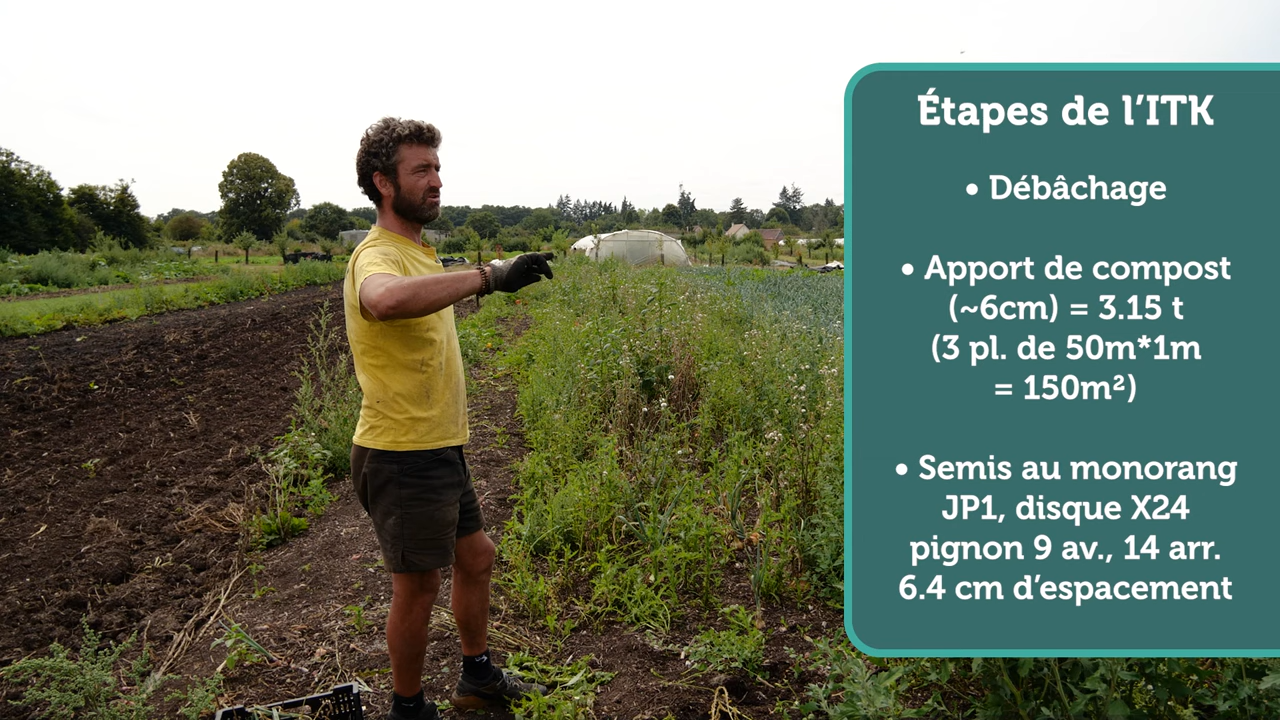 Étapes de l'ITK
• Débâchage
• Apport de compost
(~6cm) = 3.15 t
(3 pl. de 50m*1m
= 150m²)
• Semis au monorang
JP1, disque X24
pignon 9 av., 14 arr.
6.4 cm d'espacement